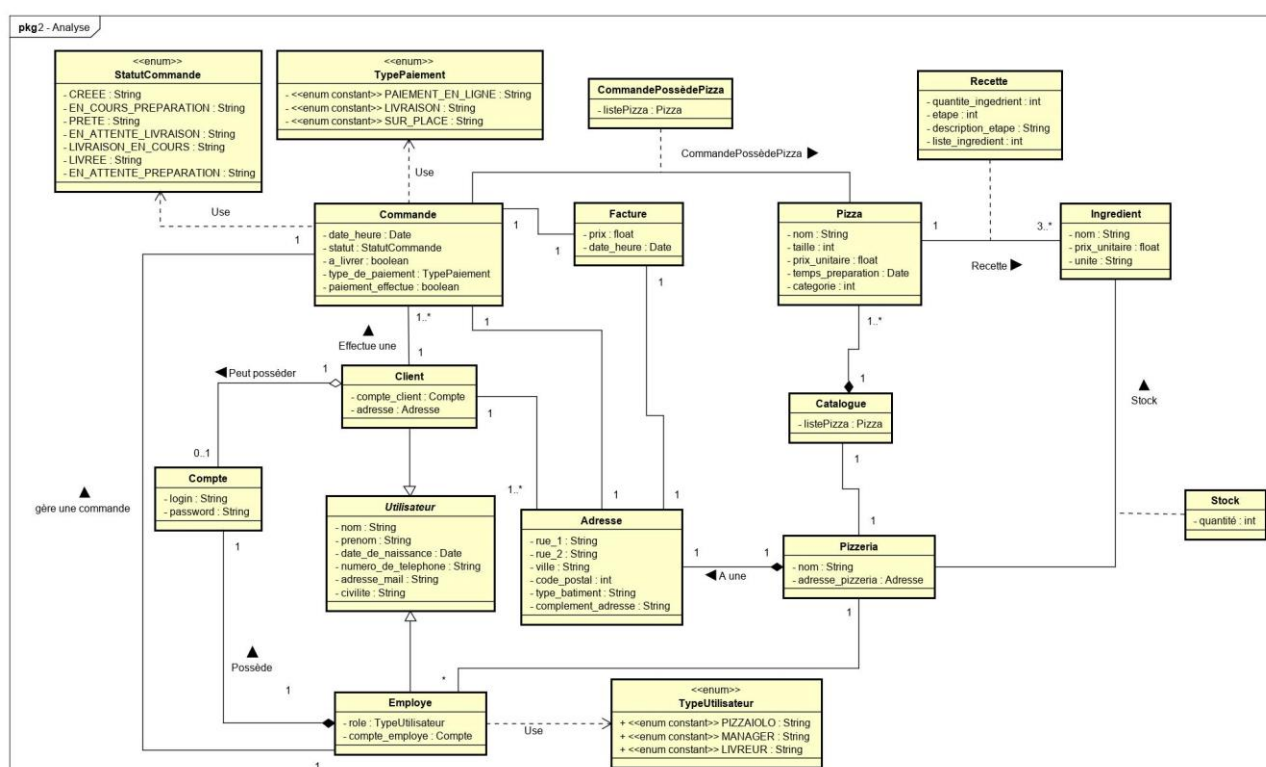 pkg2 - Analyse
<<enum>>
StatutCommande
- CREEE : String
- EN_COURS_PREPARATION : String
- PRETE : String
- EN_ATTENTE_LIVRAISON : String
- LIVRAISON_EN_COURS : String
- LIVREE : String
- EN_ATTENTE_PREPARATION : String
<<enum>>
TypePaiement
- <<enum constant>> PAIEMENT_EN_LIGNE : String
- <<enum constant>> LIVRAISON : String
- <<enum constant>> SUR_PLACE : String
CommandePossèdePizza
- listePizza : Pizza
Recette
- quantite_ingedrient : int
- etape : int
- description_etape : String
- liste_ingredient : int
CommandePossèdePizza ▶
Use
Use
Commande
- date_heure : Date
- statut : StatutCommande
- a_livrer : boolean
- type_de_paiement : TypePaiement
- paiement_effectue : boolean
1
1
1
Facture
- prix : float
- date_heure : Date
Pizza
- nom : String
- taille : int
- prix_unitaire : float
- temps_preparation : Date
- categorie : int
1
3..*
Recette ▶
Ingredient
- nom : String
- prix_unitaire : float
- unite : String
1..*
1
1
1..*
▲
Effectue une
1
1
◀ Peut posséder
Client
- compte_client : Compte
- adresse : Adresse
1
1
Catalogue
- listePizza : Pizza
1
▲
Stock
0..1
Compte
- login : String
- password : String
1
▲
gère une commande
Utilisateur
- nom : String
- prenom : String
- date_de_naissance : Date
- numero_de_telephone : String
- adresse_mail : String
- civilite : String
1..*
1
1
Adresse
- rue_1 : String
- rue_2 : String
- ville : String
- code_postal : int
- type_batiment : String
- complement_adresse : String
1
1
◀ A une
1
Pizzeria
- nom : String
- adresse_pizzeria : Adresse
1
Stock
- quantité : int
▲
Possède
1
*
Employe
- role : TypeUtilisateur
- compte_employe : Compte
1
Use
<<enum>>
TypeUtilisateur
+ <<enum constant>> PIZZAIOLO : String
+ <<enum constant>> MANAGER : String
+ <<enum constant>> LIVREUR : String